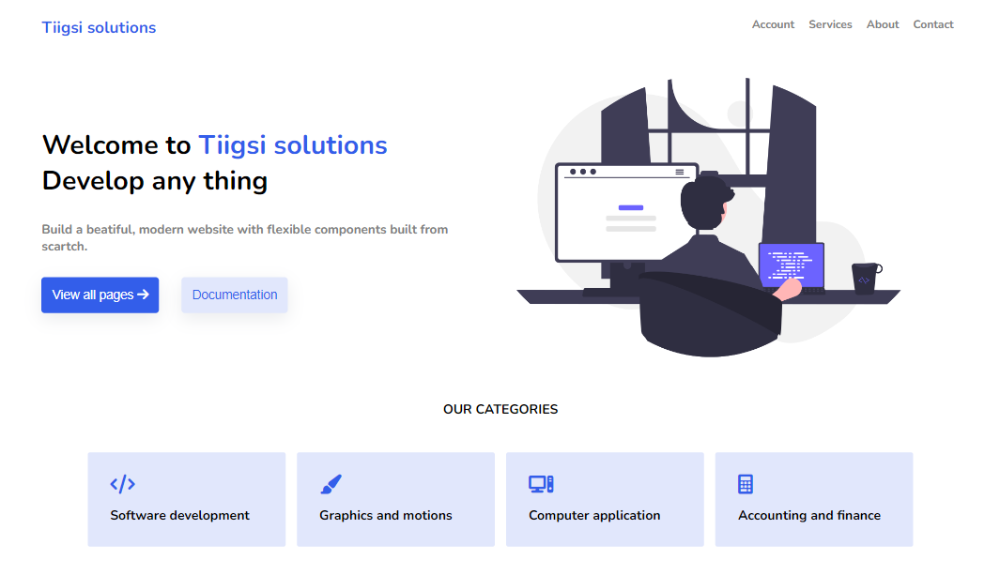 Tiigsi solutions
Account Services About Contact
Welcome to Tiigsi solutions
Develop any thing
Build a beatiful, modern website with flexible components built from
scartch.
View all pages →
Documentation
OUR CATEGORIES
Software development
Graphics and motions
Computer application
Accounting and finance